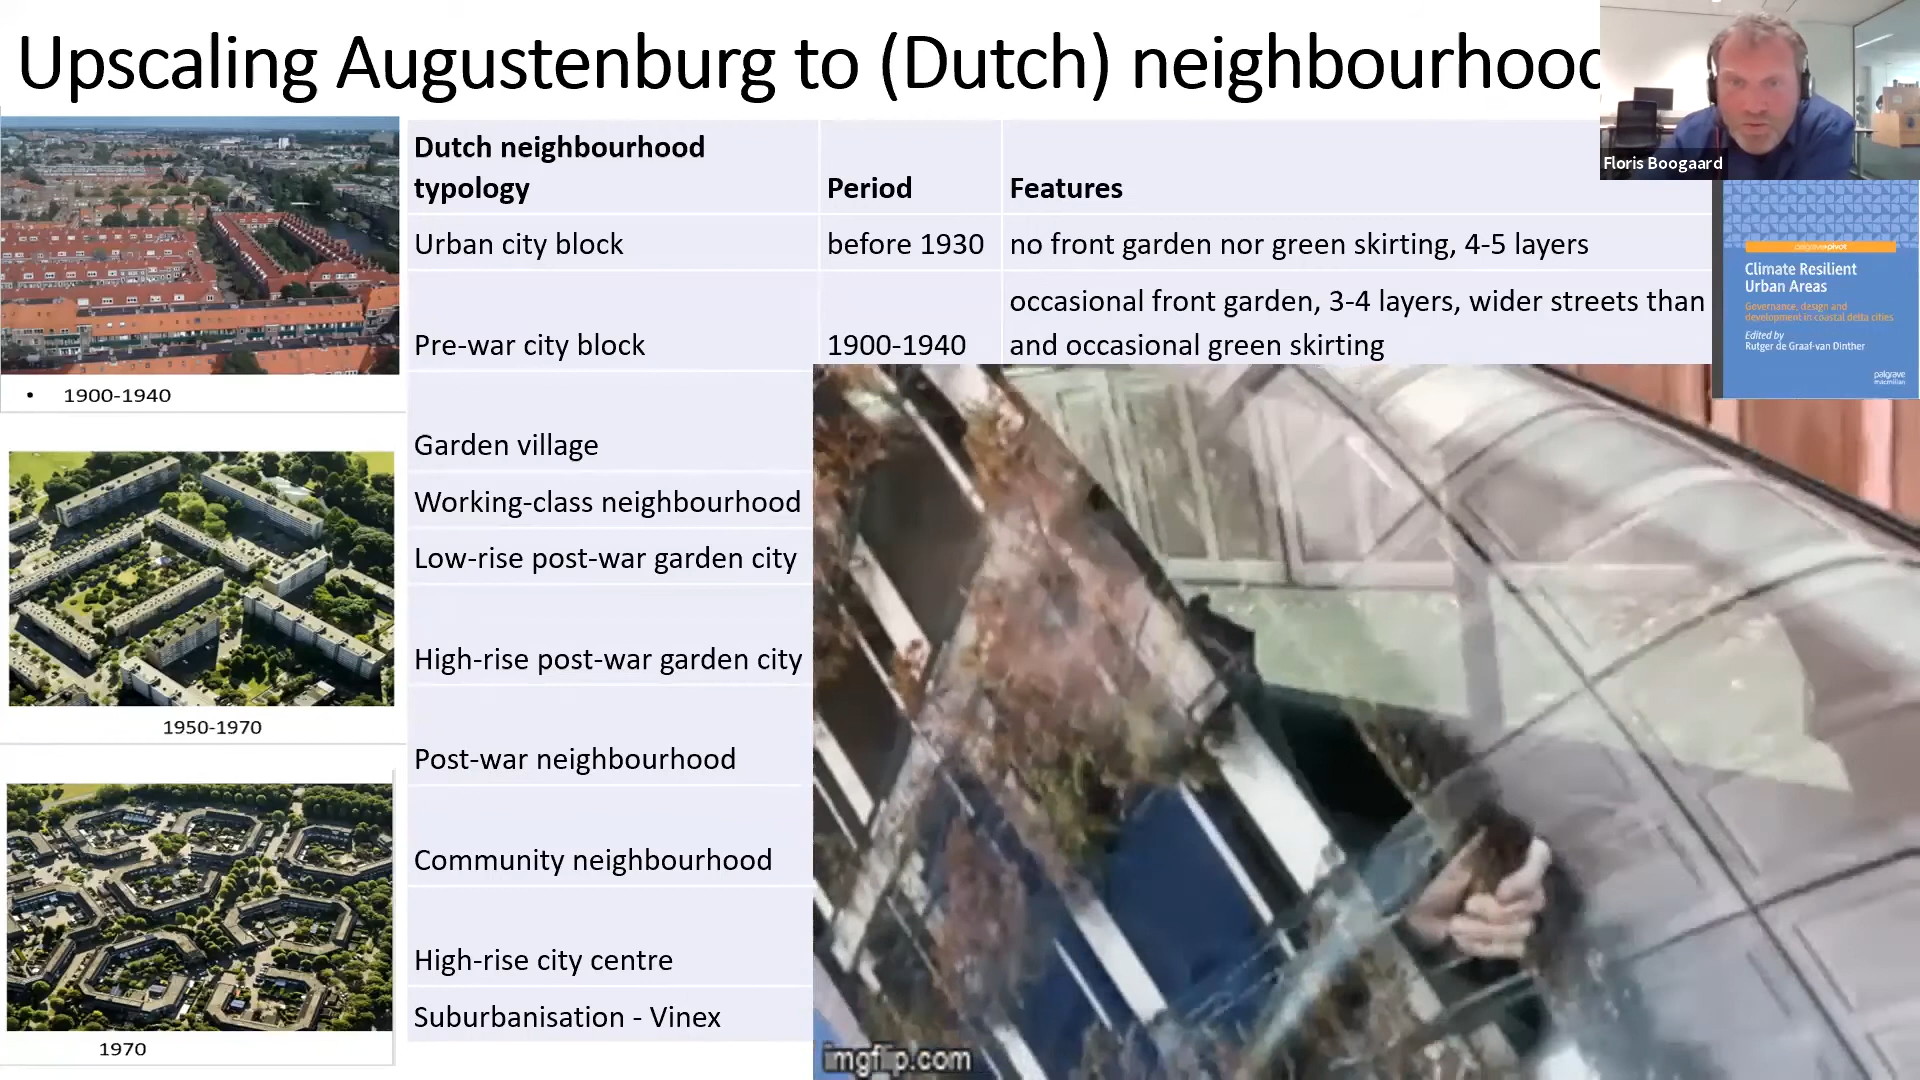 Upscaling Augustenburg to (Dutch) neighbourhood
Floris Boogaard
Dutch neighbourhood
typology
Period
Features
Urban city block
before 1930
no front garden nor green skirting, 4-5 layers
Pre-war city block
1900-1940
occasional front garden, 3-4 layers, wider streets than
and occasional green skirting
Garden village
Working-class neighbourhood
Low-rise post-war garden city
High-rise post-war garden city
Post-war neighbourhood
Community neighbourhood
High-rise city centre
Suburbanisation - Vinex
• 1900-1940
1950-1970
1970
palgrave pivot
Climate Resilient
Urban Areas
Governance, design and
development in coastal delta cities
Edited by
Rutger de Graaf-van Dinther
palgrave
macmillan
imgflip.com